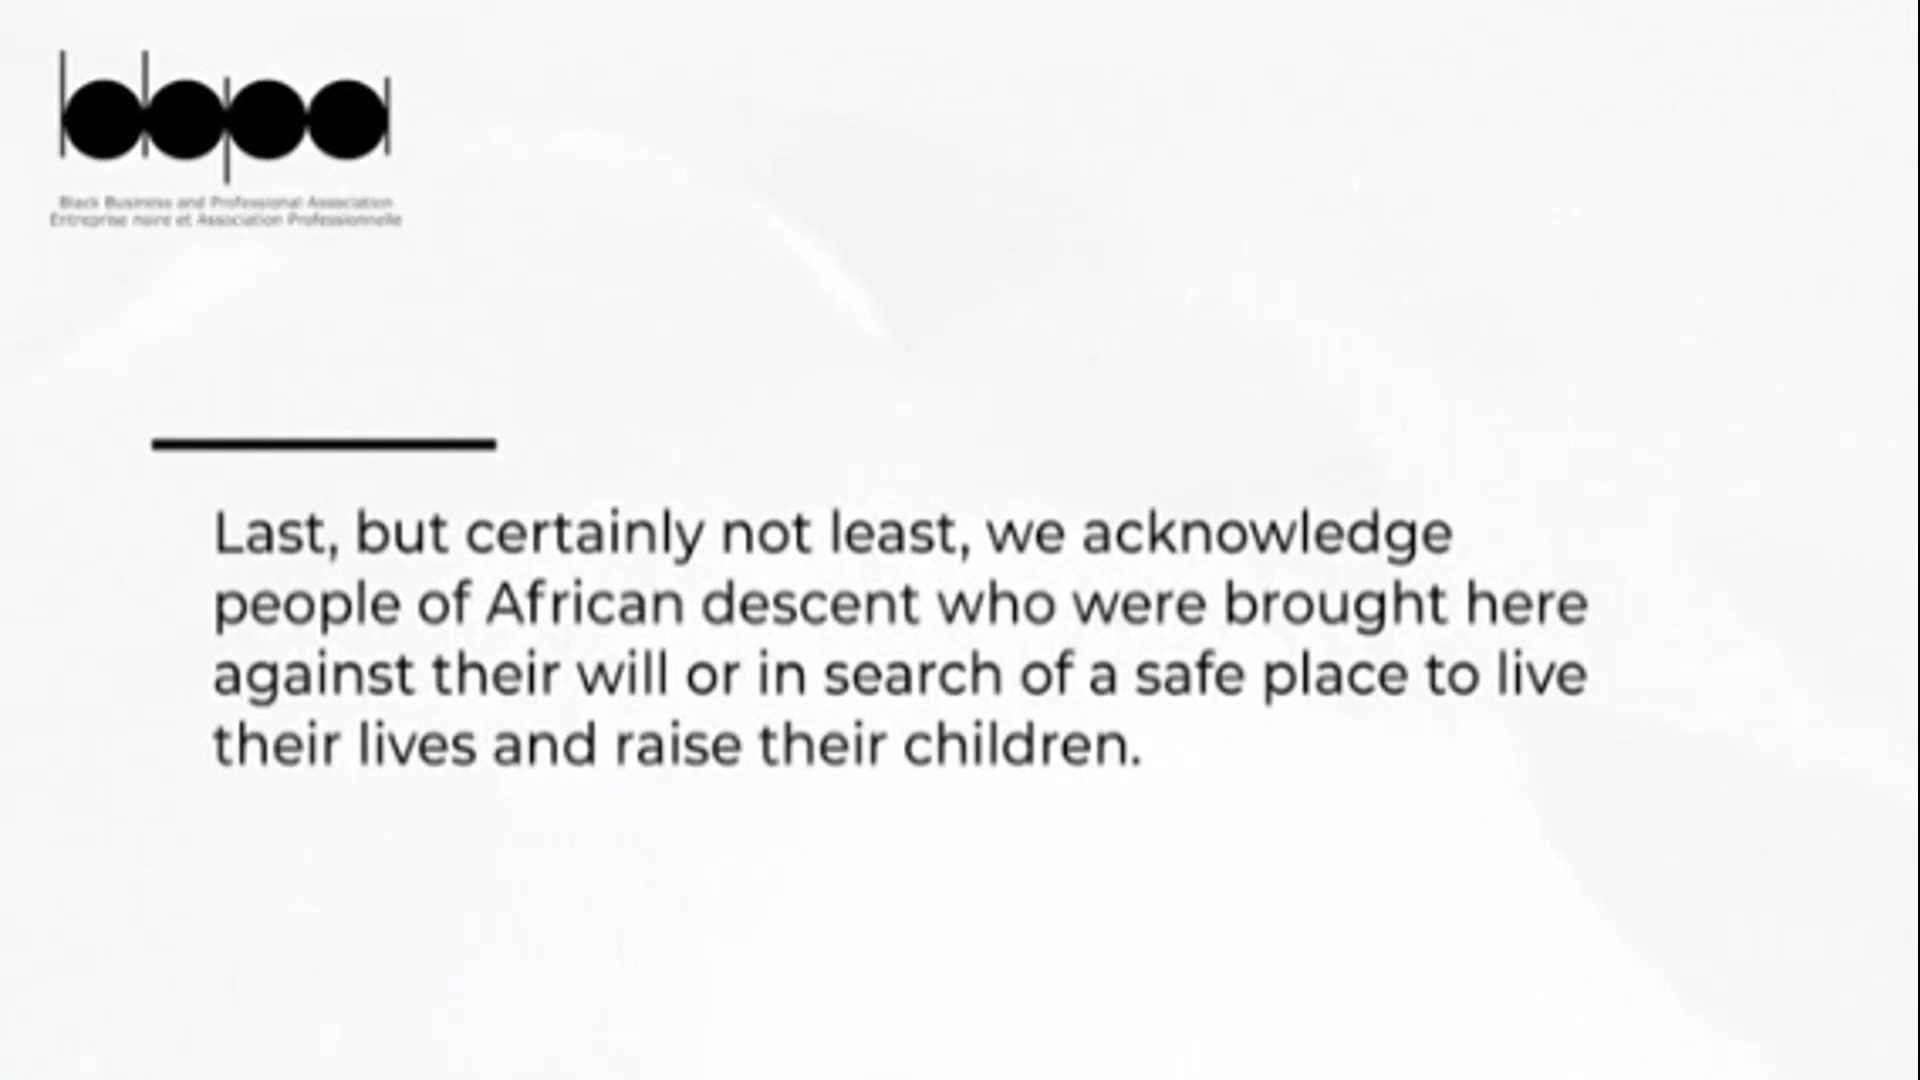 bbpa
Black Business and Professional Association
Entreprise noire et Association Professionnelle
Last, but certainly not least, we acknowledge
people of African descent who were brought here
against their will or in search of a safe place to live
their lives and raise their children.